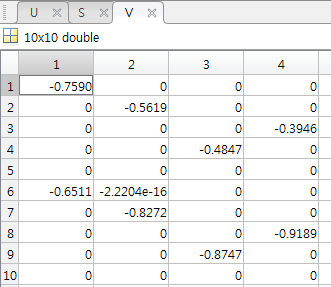 U S V
10x10 double
1 2 3 4
1 -0.7590 0 0 0
2 0 -0.5619 0 0
3 0 0 0 -0.3946
4 0 0 -0.4847 0
5 0 0 0 0
6 -0.6511 -2.2204e-16 0 0
7 0 -0.8272 0 0
8 0 0 0 -0.9189
9 0 0 -0.8747 0
10 0 0 0 0